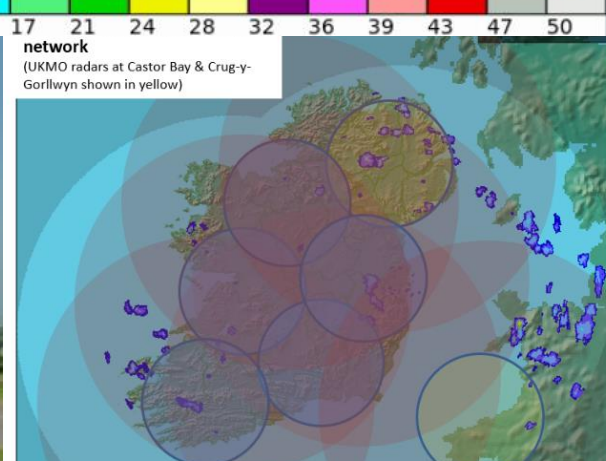 17 21 24 28 32 36 39 43 47 50
network
(UKMO radars at Castor Bay & Crug-y-
Gorllwyn shown in yellow)